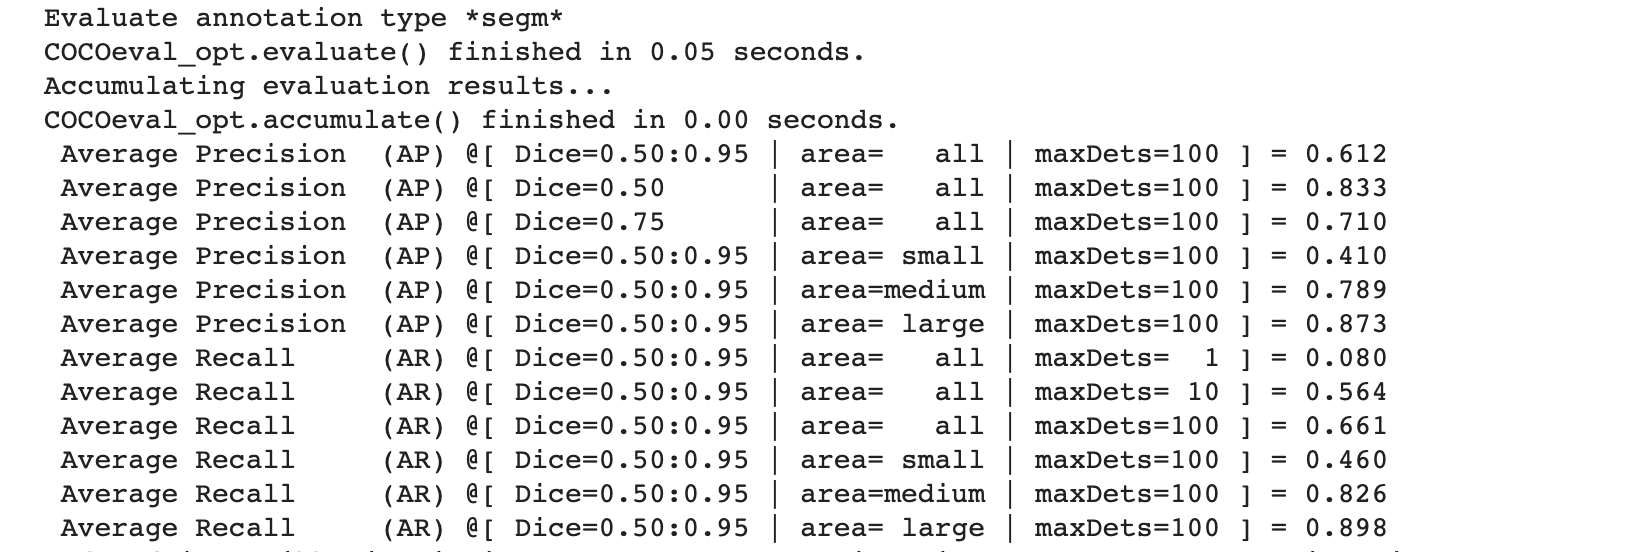 Evaluate annotation type *segm*
COCOeval_opt.evaluate() finished in 0.05 seconds.
Accumulating evaluation results...
COCOeval_opt.accumulate() finished in 0.00 seconds.
 Average Precision  (AP) @[ Dice=0.50:0.95 | area=   all | maxDets=100 ] = 0.612
 Average Precision  (AP) @[ Dice=0.50      | area=   all | maxDets=100 ] = 0.833
 Average Precision  (AP) @[ Dice=0.75      | area=   all | maxDets=100 ] = 0.710
 Average Precision  (AP) @[ Dice=0.50:0.95 | area= small | maxDets=100 ] = 0.410
 Average Precision  (AP) @[ Dice=0.50:0.95 | area=medium | maxDets=100 ] = 0.789
 Average Precision  (AP) @[ Dice=0.50:0.95 | area= large | maxDets=100 ] = 0.873
 Average Recall     (AR) @[ Dice=0.50:0.95 | area=   all | maxDets=  1 ] = 0.080
 Average Recall     (AR) @[ Dice=0.50:0.95 | area=   all | maxDets= 10 ] = 0.564
 Average Recall     (AR) @[ Dice=0.50:0.95 | area=   all | maxDets=100 ] = 0.661
 Average Recall     (AR) @[ Dice=0.50:0.95 | area= small | maxDets=100 ] = 0.460
 Average Recall     (AR) @[ Dice=0.50:0.95 | area=medium | maxDets=100 ] = 0.826
 Average Recall     (AR) @[ Dice=0.50:0.95 | area= large | maxDets=100 ] = 0.898